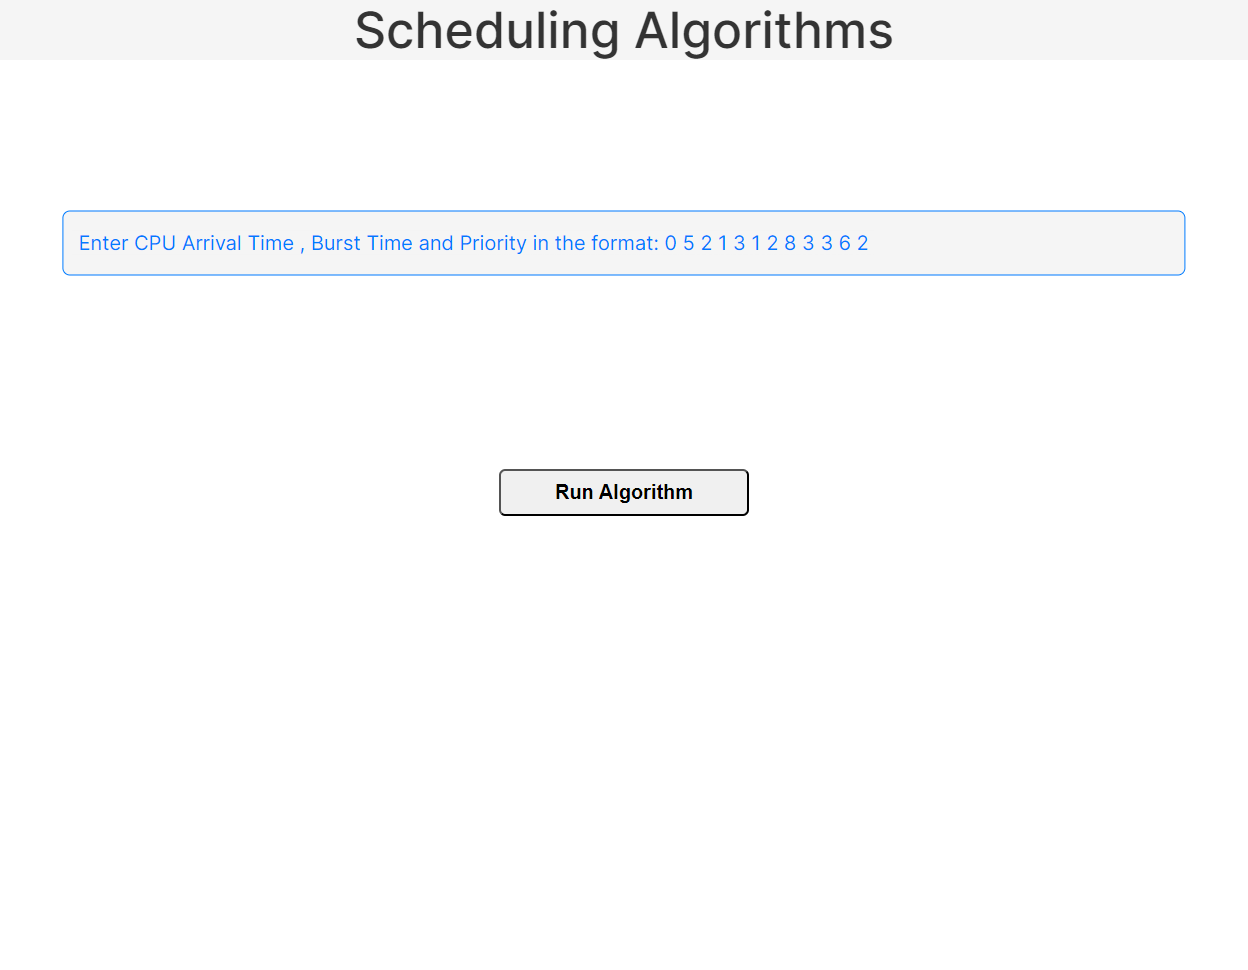 Scheduling Algorithms
Enter CPU Arrival Time , Burst Time and Priority in the format: 0 5 2 1 3 1 2 8 3 3 6 2
Run Algorithm